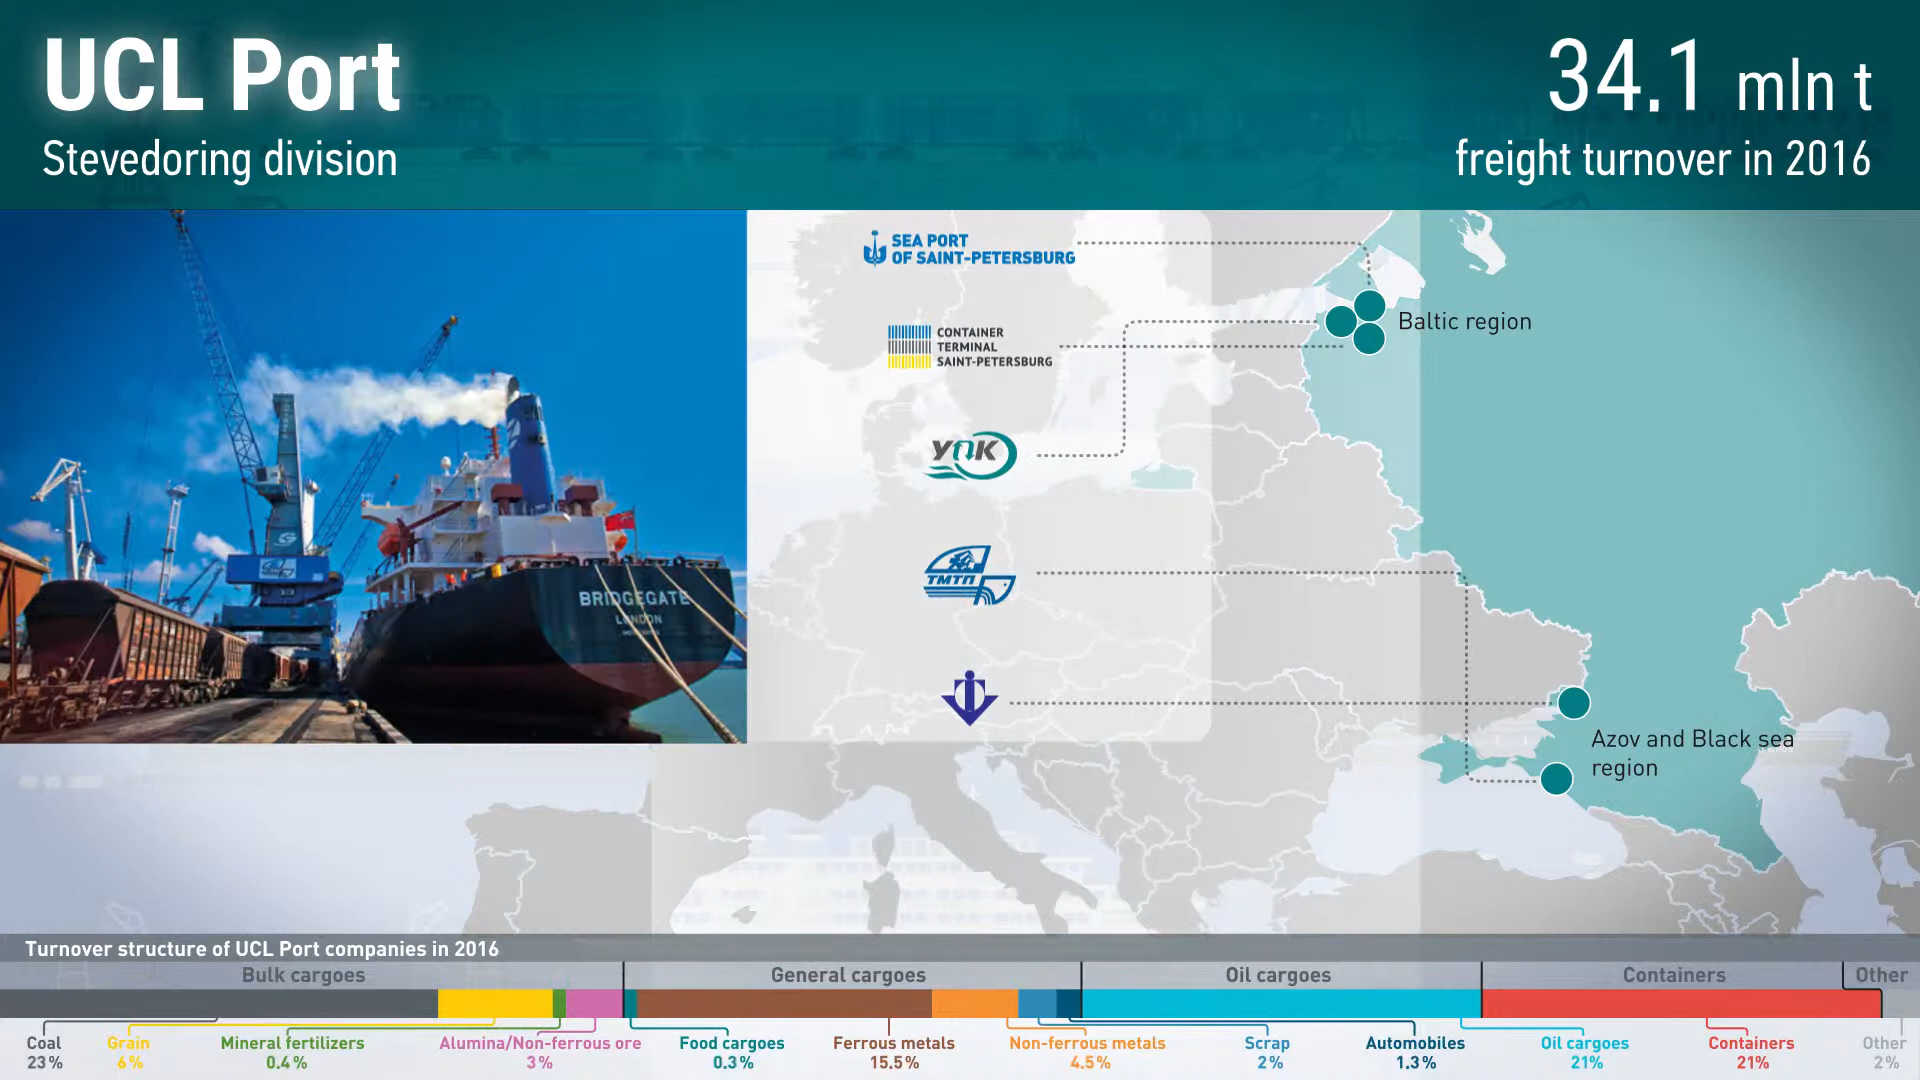 UCL Port
Stevedoring division
34.1 mln t
freight turnover in 2016
SEA PORT
OF SAINT-PETERSBURG
CONTAINER
TERMINAL
SAINT-PETERSBURG
УПК
ТМТП
Baltic region
Azov and Black sea
region
BRIDGEGATE
LONDON
Turnover structure of UCL Port companies in 2016
Bulk cargoes
General cargoes
Oil cargoes
Containers
Other
Coal
23%
Grain
6%
Mineral fertilizers
0.4%
Alumina/Non-ferrous ore
3%
Food cargoes
0.3%
Ferrous metals
15.5%
Non-ferrous metals
4.5%
Scrap
2%
Automobiles
1.3%
Oil cargoes
21%
Containers
21%
Other
2%